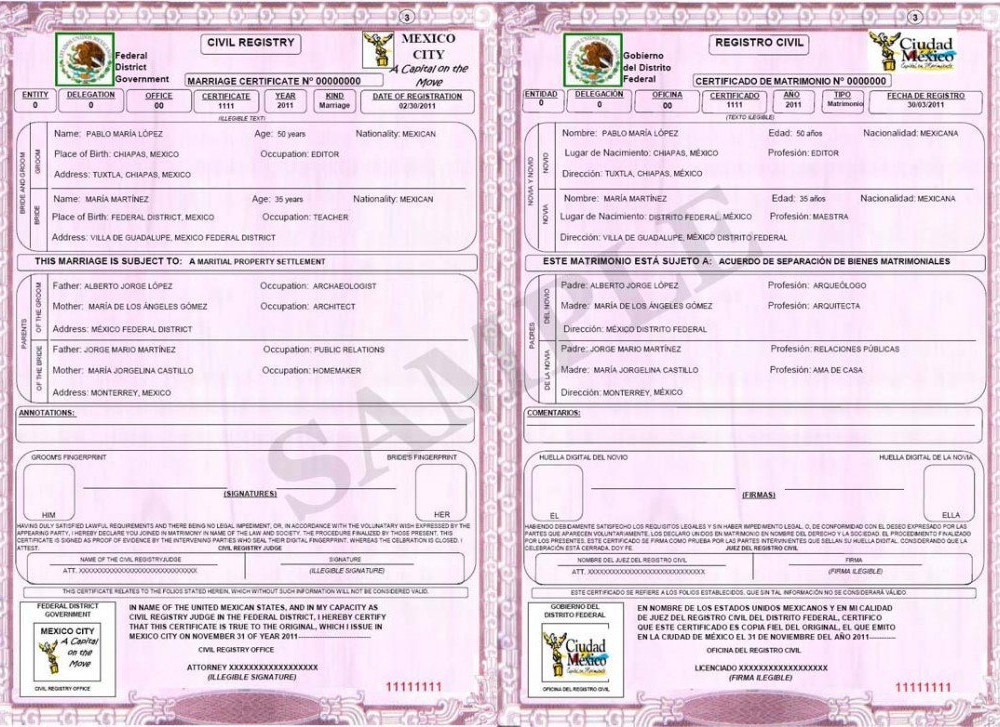 3
ESTADOS UNIDOS MEXICANOS
Federal
District
Government
CIVIL REGISTRY
MEXICO
CITY
A Capital on the
Move
MARRIAGE CERTIFICATE Nº 00000000
ENTITY DELEGATION OFFICE CERTIFICATE YEAR KIND DATE OF REGISTRATION
0 0 00 1111 2011 Marriage 02/30/2011
(ILLEGIBLE TEXT)
BRIDE AND GROOM
GROOM
Name: PABLO MARÍA LÓPEZ Age: 50 years Nationality: MEXICAN
Place of Birth: CHIAPAS, MEXICO Occupation: EDITOR
Address: TUXTLA, CHIAPAS, MEXICO
BRIDE
Name: MARÍA MARTÍNEZ Age: 35 years Nationality: MEXICAN
Place of Birth: FEDERAL DISTRICT, MEXICO Occupation: TEACHER
Address: VILLA DE GUADALUPE, MEXICO FEDERAL DISTRICT
THIS MARRIAGE IS SUBJECT TO: A MARITIAL PROPERTY SETTLEMENT
PARENTS
OF THE GROOM
Father: ALBERTO JORGE LÓPEZ Occupation: ARCHAEOLOGIST
Mother: MARÍA DE LOS ÁNGELES GÓMEZ Occupation: ARCHITECT
Address: MÉXICO FEDERAL DISTRICT
OF THE BRIDE
Father: JORGE MARIO MARTÍNEZ Occupation: PUBLIC RELATIONS
Mother: MARÍA JORGELINA CASTILLO Occupation: HOMEMAKER
Address: MONTERREY, MEXICO
ANNOTATIONS:
GROOM'S FINGERPRINT BRIDE'S FINGERPRINT
(SIGNATURES)
HIM HER
HAVING DULY SATISFIED LAWFUL REQUIREMENTS AND THERE BEING NO LEGAL IMPEDIMENT, OR, IN ACCORDANCE WITH THE VOLUNTARY WISH EXPRESSED BY THE
APPEARING PARTY, I HEREBY DECLARE YOU JOINED IN MATRIMONY IN NAME OF THE LAW AND SOCIETY. THE PROCEDURE FINALIZED BY THOSE PRESENT, THIS
CERTIFICATE IS SIGNED AS PROOF OF EVIDENCE BY THE INTERVENING PARTIES WHO SEAL THEIR DIGITAL FINGERPRINT. WHEREAS THE CELBRATION IS CLOSED. I
ATTEST. CIVIL REGISTRY JUDGE
NAME OF THE CIVIL REGISTRYJUDGE SIGNATURE
ATT. XXXXXXXXXXXXXXXXXXXXXXXXXXXX (ILLEGIBLE SIGNATURE)
THIS CERTIFICATE RELATES TO THE FOLIOS STATED HEREIN, WHICH WITHOUT SUCH INFORMATION WILL NOT BE CONSIDERED VALID.
FEDERAL DISTRICT
GOVERNMENT
MEXICO CITY
A Capital
on the
Move
CIVIL REGISTRY OFFICE
IN NAME OF THE UNITED MEXICAN STATES, AND IN MY CAPACITY AS
CIVIL REGISTRY JUDGE IN THE FEDERAL DISTRICT, I HEREBY CERTIFY
THAT THIS CERTIFICATE IS TRUE TO THE ORIGINAL, WHICH I ISSUE IN
MEXICO CITY ON NOVEMBER 31 OF YEAR 2011-----------------
CIVIL REGISTRY OFFICE
ATTORNEY XXXXXXXXXXXXXXXXXX
(ILLEGIBLE SIGNATURE)
11111111
3
ESTADOS UNIDOS MEXICANOS
Gobierno
del Distrito
Federal
REGISTRO CIVIL
Ciudad
México
Capital en Movimiento
CERTIFICADO DE MATRIMONIO Nº 0000000
ENTIDAD DELEGACIÓN OFICINA CERTIFICADO AÑO TIPO FECHA DE REGISTRO
0 0 00 1111 2011 Matrimonio 30/03/2011
(TEXTO ILEGIBLE)
NOVIA Y NOVIO
NOVIO
Nombre: PABLO MARÍA LÓPEZ Edad: 50 años Nacionalidad: MEXICANA
Lugar de Nacimiento: CHIAPAS, MÉXICO Profesión: EDITOR
Dirección: TUXTLA, CHIAPAS, MÉXICO
NOVIA
Nombre: MARÍA MARTÍNEZ Edad: 35 años Nacionalidad: MEXICANA
Lugar de Nacimiento: DISTRITO FEDERAL, MÉXICO Profesión: MAESTRA
Dirección: VILLA DE GUADALUPE, MÉXICO DISTRITO FEDERAL
ESTE MATRIMONIO ESTÁ SUJETO A: ACUERDO DE SEPARACIÓN DE BIENES MATRIMONIALES
PADRES
DEL NOVIO
Padre: ALBERTO JORGE LÓPEZ Profesión: ARQUEÓLOGO
Madre: MARÍA DE LOS ÁNGELES GÓMEZ Profesión: ARQUITECTA
Dirección: MÉXICO DISTRITO FEDERAL
DE LA NOVIA
Padre: JORGE MARIO MARTÍNEZ Profesión: RELACIONES PÚBLICAS
Madre: MARÍA JORGELINA CASTILLO Profesión: AMA DE CASA
Dirección: MONTERREY, MÉXICO
COMENTARIOS:
HUELLA DIGITAL DEL NOVIO HUELLA DIGITAL DE LA NOVIA
(FIRMAS)
EL ELLA
HABIENDO DEBIDAMENTE SATISFECHO LOS REQUISITOS LEGALES Y SIN HABER IMPEDIMENTO LEGAL. O, DE CONFORMIDAD CON EL DESEO EXPRESADO POR LAS
PARTES QUE APARECEN VOLUNTARIAMENTE, LOS DECLARO UNIDOS EN MATRIMONIO EN NOMBRE DEL DERECHO Y LA SOCIEDAD. EL PROCEDIMIENTO FINALIZADO
POR LOS PRESENTES, ESTE CERTIFICADO SE FIRMA COMO PRUEBA POR LAS PARTES INTERVINIENTES QUE SELLAN SU HUELLA DIGITAL. CONSIDERANDO QUE LA
CELEBRACIÓN ESTÁ CERRADA. DOY FE. JUEZ DEL REGISTRO CIVIL
NOMBRE DEL JUEZ DEL REGISTRO CIVIL FIRMA
ATT. XXXXXXXXXXXXXXXXXXXXXXXXXXXX (FIRMA ILEGIBLE)
ESTE CERTIFICADO SE REFIERE A LOS FOLIOS ESTABLECIDOS, QUE SIN TAL INFORMACIÓN NO SE CONSIDERARÁ VÁLIDO.
GOBIERNO DEL
DISTRITO FEDERAL
Ciudad
México
Capital en Movimiento
OFICINA DEL REGISTRO CIVIL
EN NOMBRE DE LOS ESTADOS UNIDOS MEXICANOS Y EN MI CALIDAD
DE JUEZ DEL REGISTRO CIVIL DEL DISTRITO FEDERAL, CERTIFICO
QUE ESTE CERTIFICADO ES COPIA FIEL DEL ORIGINAL, EL QUE EMITO
EN LA CIUDAD DE MÉXICO EL 31 DE NOVIEMBRE DEL AÑO 2011--------------
OFICINA DEL REGISTRO CIVIL
LICENCIADO XXXXXXXXXXXXXXXXXX
(FIRMA ILEGIBLE)
11111111
SAMPLE